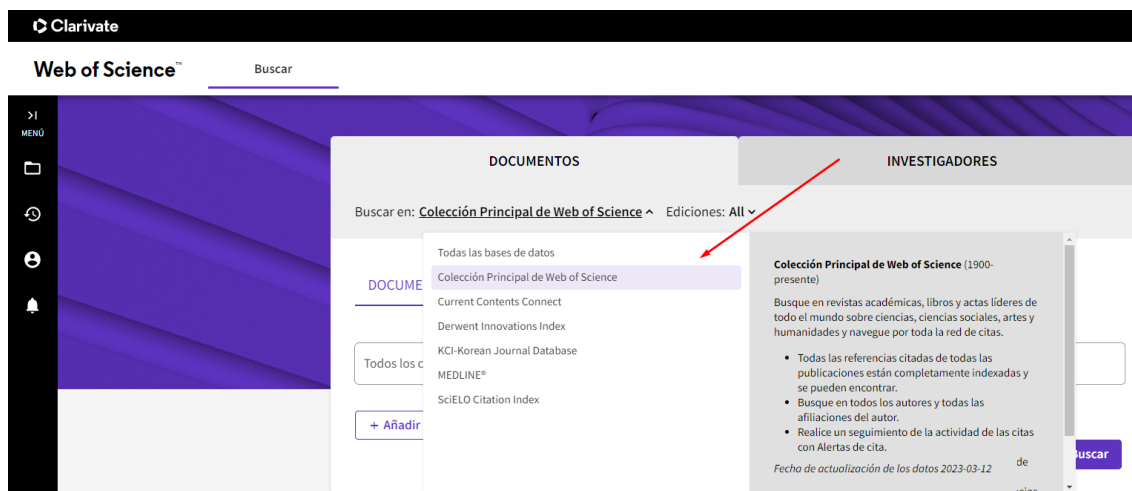 Clarivate
Web of Science™
Buscar
MENÚ
DOCUMENTOS
INVESTIGADORES
Buscar en: Colección Principal de Web of Science Ediciones: All
DOCUME
Todos los c
+ Añadir
Todas las bases de datos
Colección Principal de Web of Science
Current Contents Connect
Derwent Innovations Index
KCI-Korean Journal Database
MEDLINE®
SciELO Citation Index
Colección Principal de Web of Science (1900-
presente)
Busque en revistas académicas, libros y actas líderes de
todo el mundo sobre ciencias, ciencias sociales, artes y
humanidades y navegue por toda la red de citas.
• Todas las referencias citadas de todas las
publicaciones están completamente indexadas y
se pueden encontrar.
• Busque en todos los autores y todas las
afiliaciones del autor.
• Realice un seguimiento de la actividad de las citas
con Alertas de cita.
Fecha de actualización de los datos 2023-03-12
de
Buscar